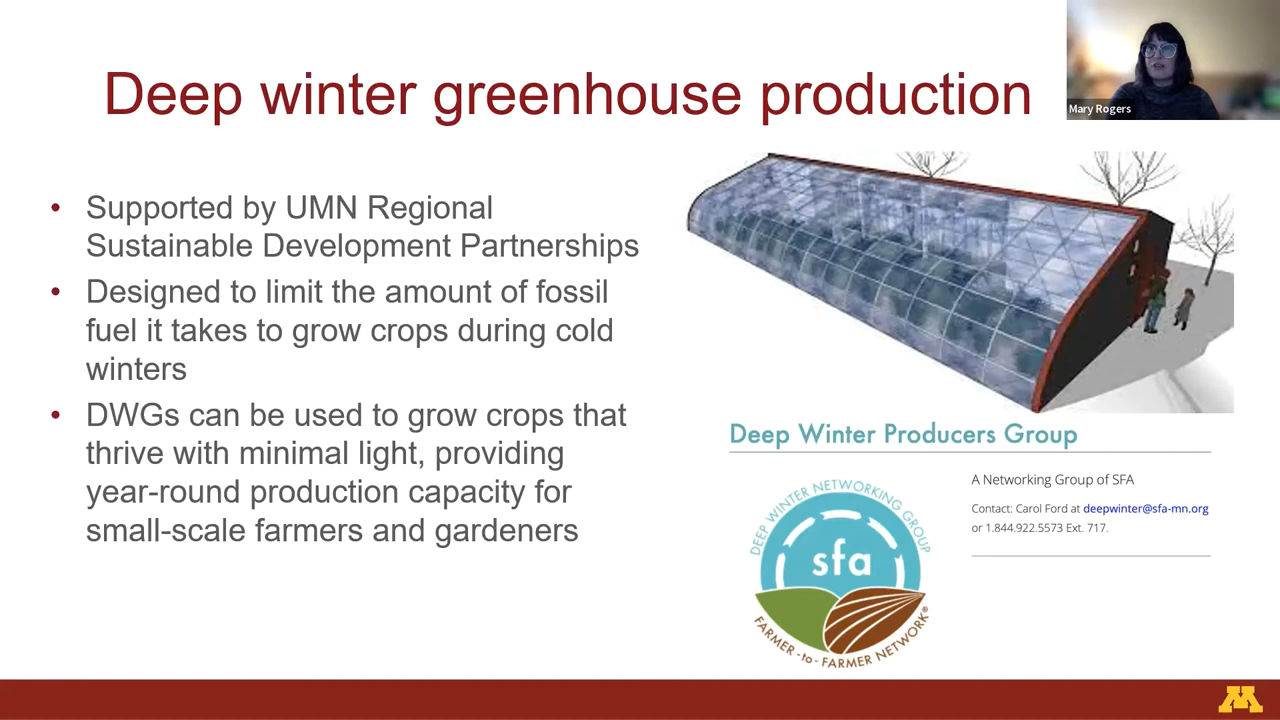 Deep winter greenhouse production
Mary Rogers
• Supported by UMN Regional
Sustainable Development Partnerships
• Designed to limit the amount of fossil
fuel it takes to grow crops during cold
winters
• DWGs can be used to grow crops that
thrive with minimal light, providing
year-round production capacity for
small-scale farmers and gardeners
Deep Winter Producers Group
A Networking Group of SFA
Contact: Carol Ford at deepwinter@sfa-mn.org
or 1.844.922.5573 Ext. 717.
DEEP WINTER NETWORKING GROUP
sfa
FARMER -to- FARMER NETWORK®
M